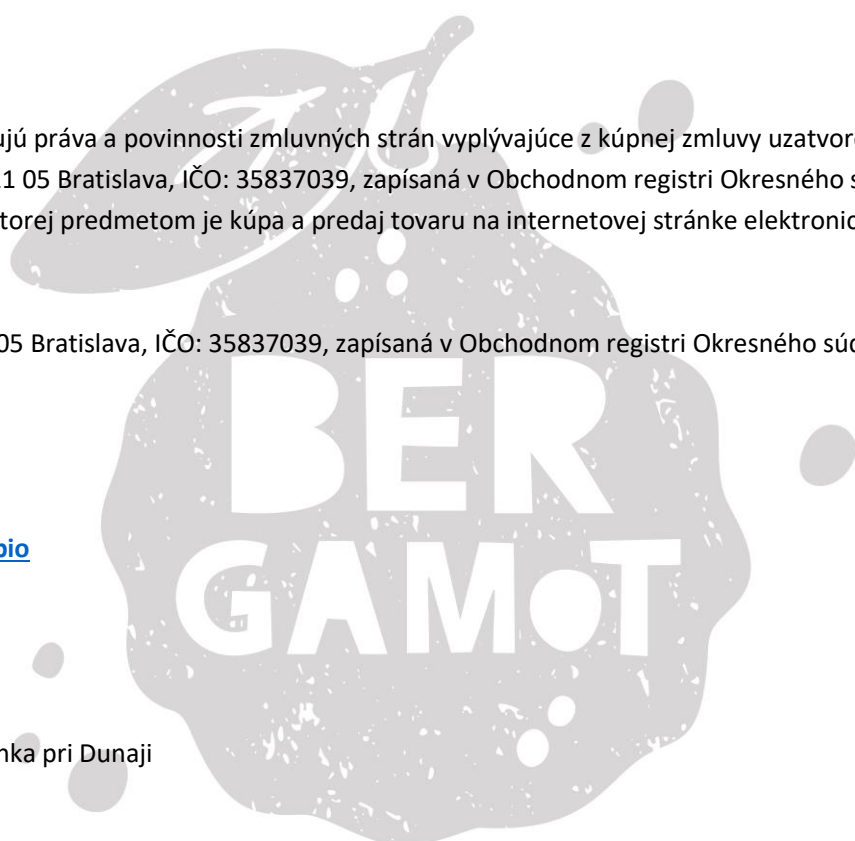 ujú práva a povinnosti zmluvných strán vyplývajúce z kúpnej zmluvy uzatvor
1 05 Bratislava, IČO: 35837039, zapísaná v Obchodnom registri Okresného s
torej predmetom je kúpa a predaj tovaru na internetovej stránke elektronic
05 Bratislava, IČO: 35837039, zapísaná v Obchodnom registri Okresného súd
BER
bio
GAMOT
nka pri Dunaji